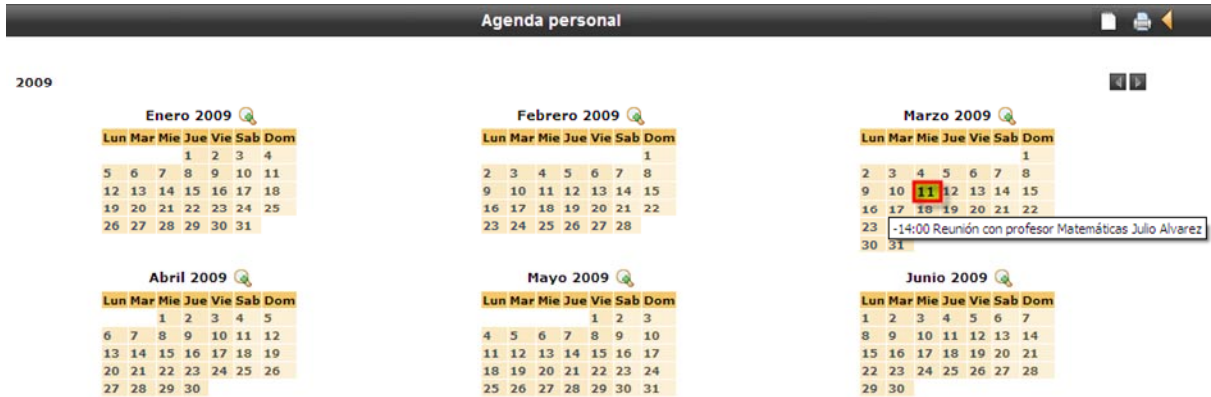 Agenda personal
2009
Enero 2009
Lun Mar Mie Jue Vie Sab Dom
1 2 3 4
5 6 7 8 9 10 11
12 13 14 15 16 17 18
19 20 21 22 23 24 25
26 27 28 29 30 31
Febrero 2009
Lun Mar Mie Jue Vie Sab Dom
1
2 3 4 5 6 7 8
9 10 11 12 13 14 15
16 17 18 19 20 21 22
23 24 25 26 27 28
Marzo 2009
Lun Mar Mie Jue Vie Sab Dom
1
2 3 4 5 6 7 8
9 10 11 12 13 14 15
16 17 18 19 20 21 22
23
-14:00 Reunión con profesor Matemáticas Julio Alvarez
30 31
Abril 2009
Lun Mar Mie Jue Vie Sab Dom
1 2 3 4 5
6 7 8 9 10 11 12
13 14 15 16 17 18 19
20 21 22 23 24 25 26
27 28 29 30
Mayo 2009
Lun Mar Mie Jue Vie Sab Dom
1 2 3
4 5 6 7 8 9 10
11 12 13 14 15 16 17
18 19 20 21 22 23 24
25 26 27 28 29 30 31
Junio 2009
Lun Mar Mie Jue Vie Sab Dom
1 2 3 4 5 6 7
8 9 10 11 12 13 14
15 16 17 18 19 20 21
22 23 24 25 26 27 28
29 30